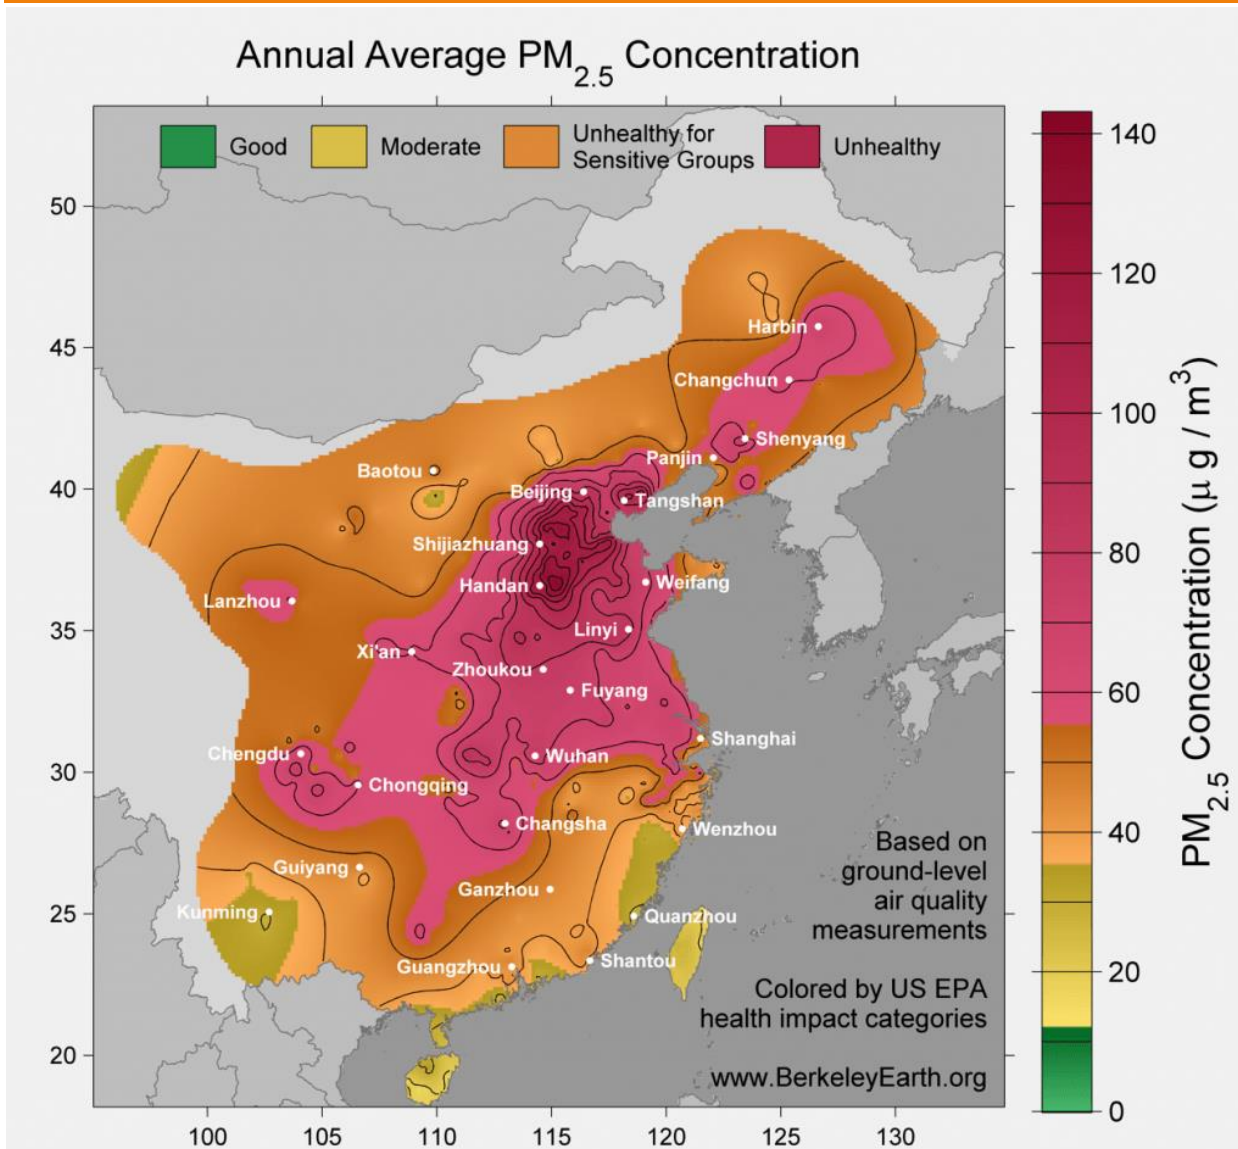 Annual Average PM2.5 Concentration
Good
Moderate
Unhealthy for
Sensitive Groups
Unhealthy
50
45
40
35
30
25
20
100
105
110
115
120
125
130
Harbin
Changchun
Shenyang
Panjin
Baotou
Beijing
Tangshan
Shijiazhuang
Handan
Weifang
Lanzhou
Linyi
Xi'an
Zhoukou
Fuyang
Shanghai
Chengdu
Wuhan
Chongqing
Changsha
Wenzhou
Guiyang
Ganzhou
Kunming
Quanzhou
Guangzhou
Shantou
Based on
ground-level
air quality
measurements
Colored by US EPA
health impact categories
www.BerkeleyEarth.org
140
120
100
80
60
40
20
0
PM2.5 Concentration (μ g / m3)